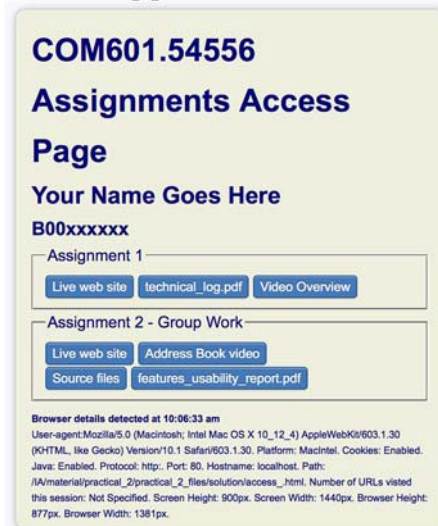 COM601.54556
Assignments Access
Page
Your Name Goes Here
B00xxxxxx
Assignment 1
Live web site technical_log.pdf Video Overview
Assignment 2 - Group Work
Live web site Address Book video
Source files features_usability_report.pdf
Browser details detected at 10:06:33 am
User-agent:Mozilla/5.0 (Macintosh; Intel Mac OS X 10_12_4) AppleWebKit/603.1.30
(KHTML, like Gecko) Version/10.1 Safari/603.1.30. Platform: MacIntel. Cookies: Enabled.
Java: Enabled. Protocol: http:. Port: 80. Hostname: localhost. Path:
/IA/material/practical_2/practical_2_files/solution/access_.html. Number of URLs visted
this session: Not Specified. Screen Height: 900px. Screen Width: 1440px. Browser Height:
877px. Browser Width: 1381px.